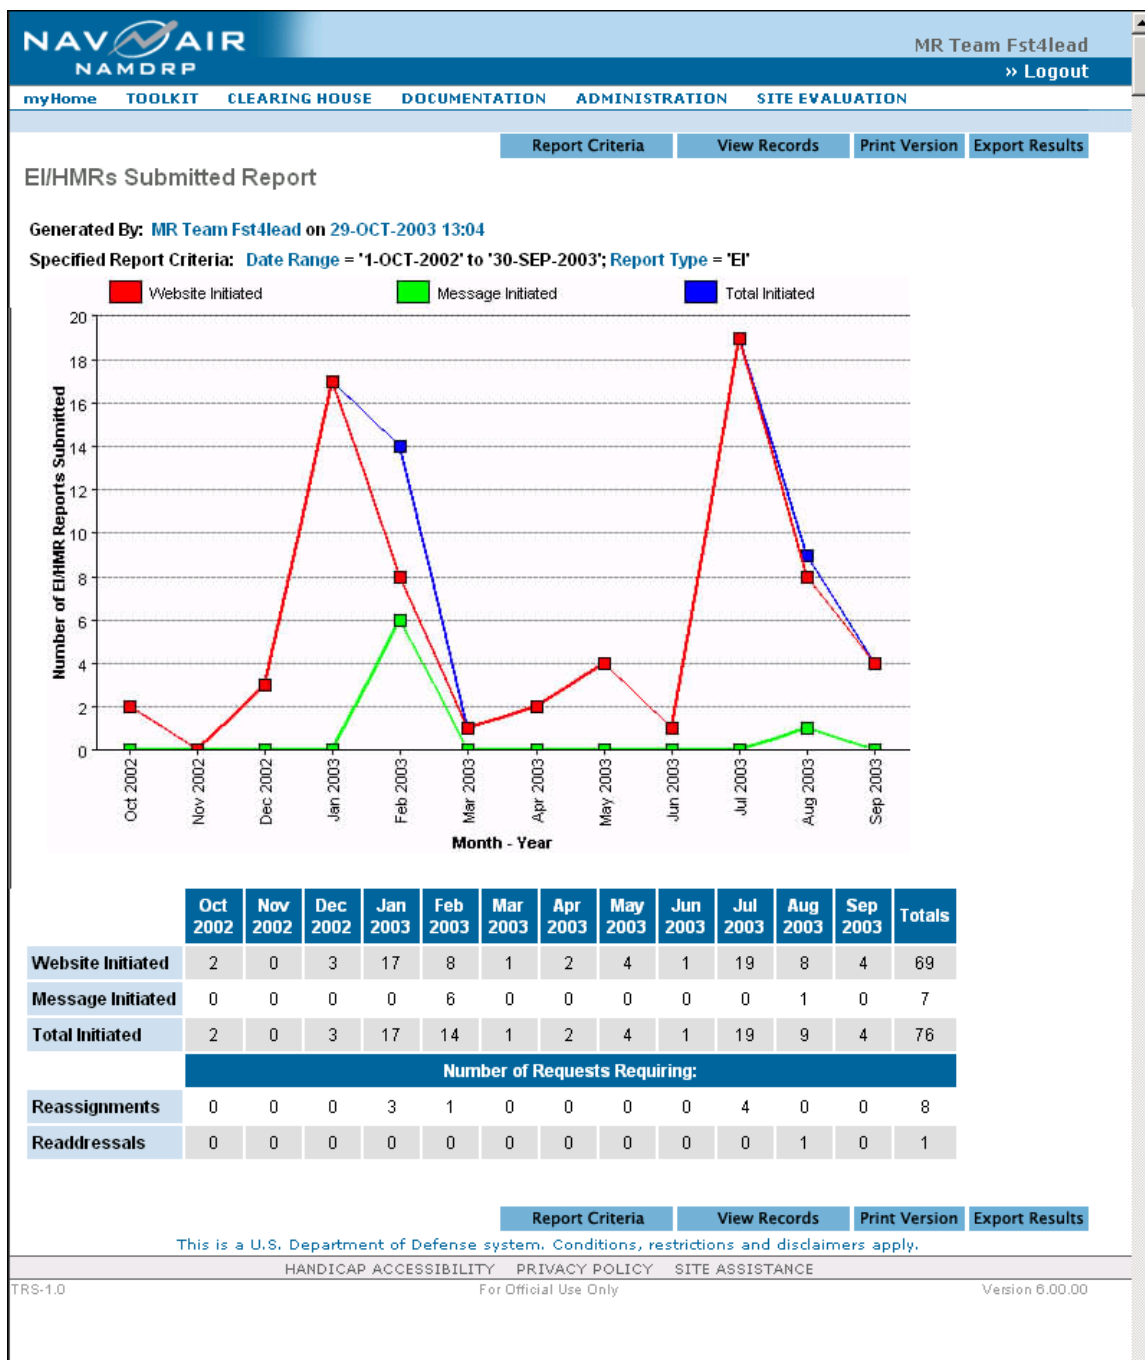 NAVAIR
NAMDRP
MR Team Fst4lead
» Logout
myHome TOOLKIT CLEARING HOUSE DOCUMENTATION ADMINISTRATION SITE EVALUATION
Report Criteria View Records Print Version Export Results
EI/HMRs Submitted Report
Generated By: MR Team Fst4lead on 29-OCT-2003 13:04
Specified Report Criteria: Date Range = '1-OCT-2002' to '30-SEP-2003'; Report Type = 'EI'
Website Initiated Message Initiated Total Initiated
Number of EI/HMR Reports Submitted
20
18
16
14
12
10
8
6
4
2
0
Oct 2002 Nov 2002 Dec 2002 Jan 2003 Feb 2003 Mar 2003 Apr 2003 May 2003 Jun 2003 Jul 2003 Aug 2003 Sep 2003
Month - Year
Oct 2002 Nov 2002 Dec 2002 Jan 2003 Feb 2003 Mar 2003 Apr 2003 May 2003 Jun 2003 Jul 2003 Aug 2003 Sep 2003 Totals
Website Initiated 2 0 3 17 8 1 2 4 1 19 8 4 69
Message Initiated 0 0 0 0 6 0 0 0 0 0 1 0 7
Total Initiated 2 0 3 17 14 1 2 4 1 19 9 4 76
Number of Requests Requiring:
Reassignments 0 0 0 3 1 0 0 0 0 4 0 0 8
Readdressals 0 0 0 0 0 0 0 0 0 0 1 0 1
Report Criteria View Records Print Version Export Results
This is a U.S. Department of Defense system. Conditions, restrictions and disclaimers apply.
HANDICAP ACCESSIBILITY PRIVACY POLICY SITE ASSISTANCE
TRS-1.0 For Official Use Only Version 6.00.00